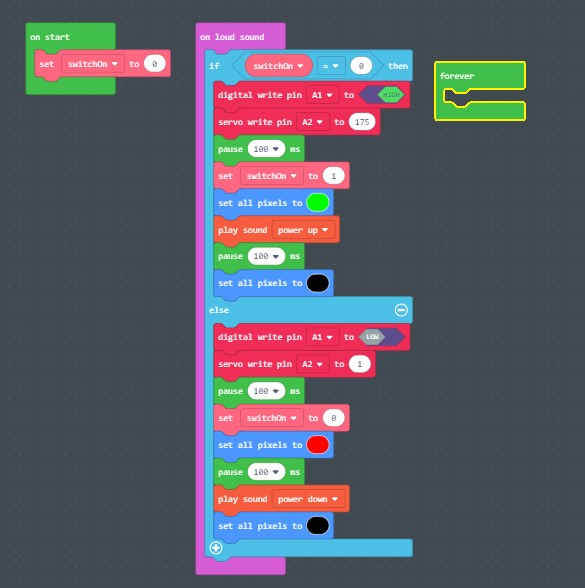 on start
set switchOn to 0
on loud sound
if switchOn = 0 then
digital write pin A1 to HIGH
servo write pin A2 to 175
pause 100 ms
set switchOn to 1
set all pixels to
play sound power up
pause 100 ms
set all pixels to
else
digital write pin A1 to LOW
servo write pin A2 to 1
pause 100 ms
set switchOn to 0
set all pixels to
pause 100 ms
play sound power down
set all pixels to
forever